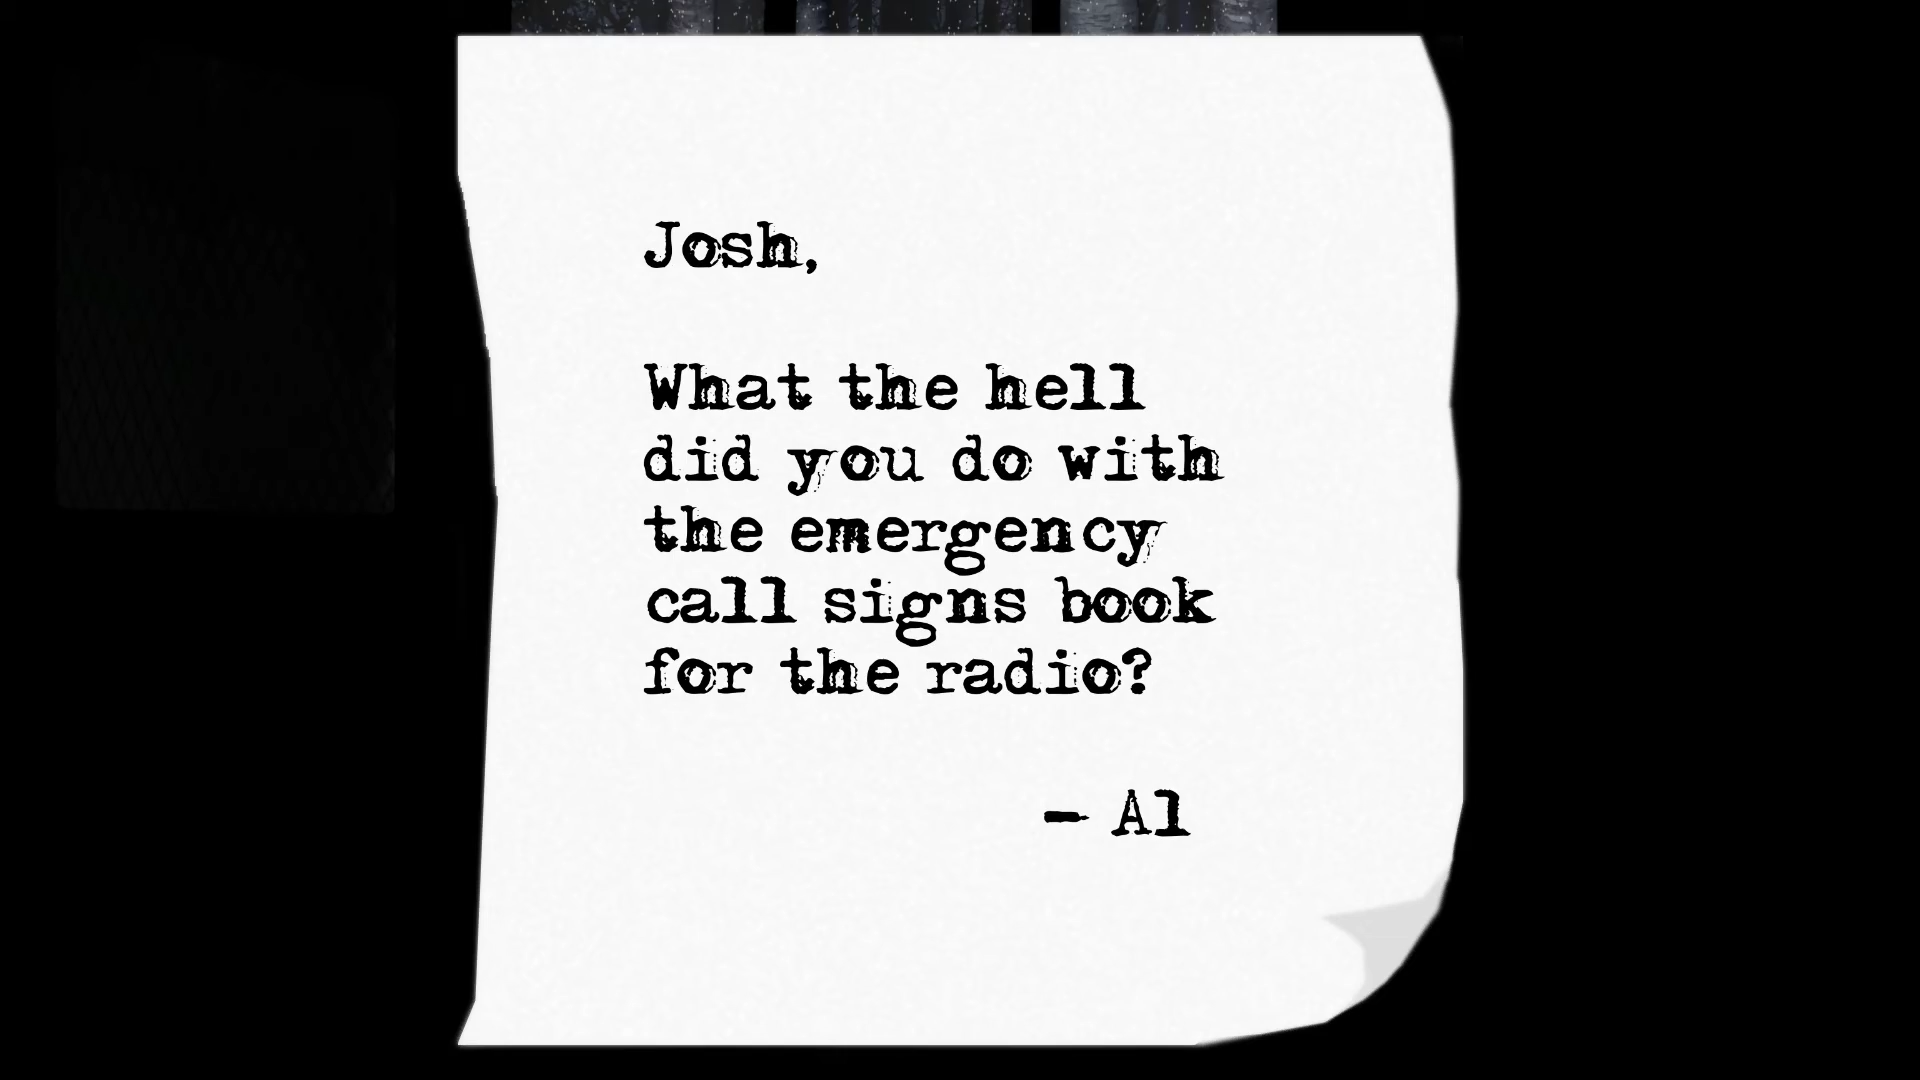 Josh,
What the hell
did you do with
the emergency
call signs book
for the radio?
— Al